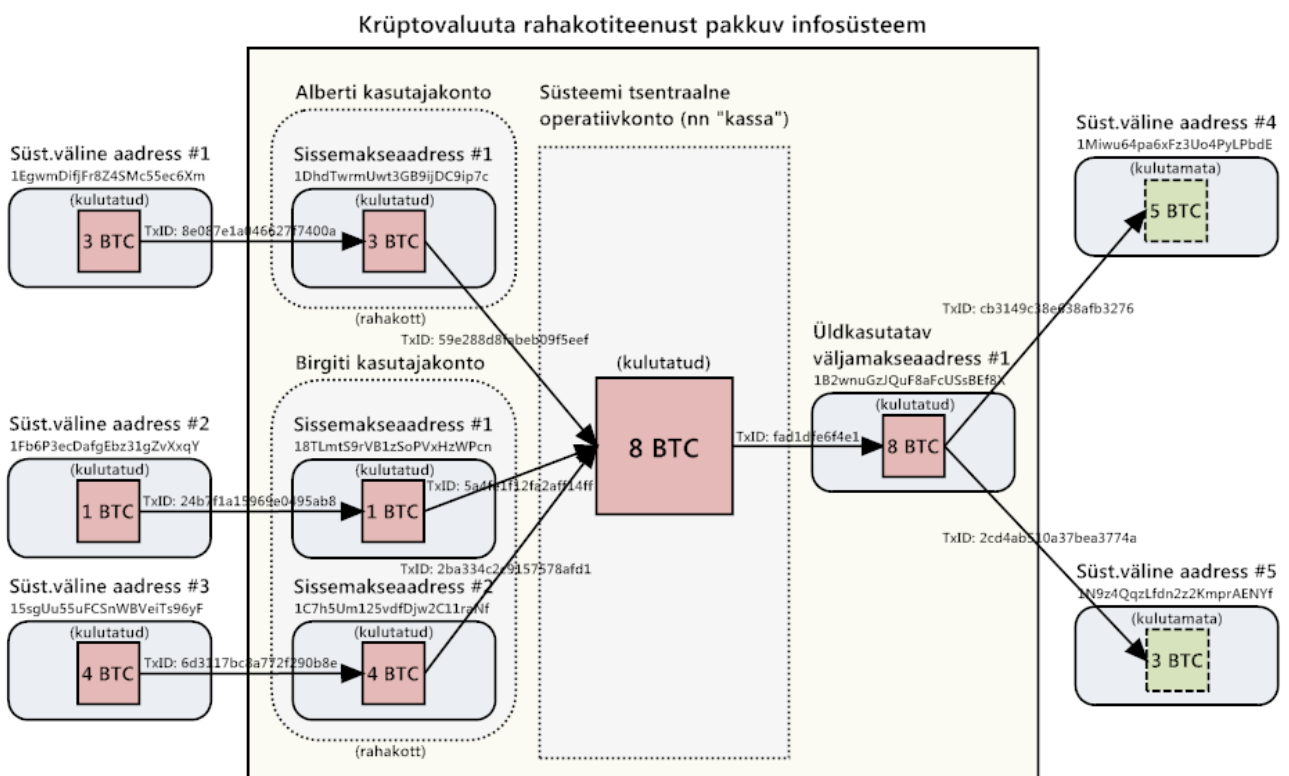 Krüptovaluuta rahakotiteenust pakkuv infosüsteem
Süst.väline aadress #1
1EgwmDifjFr8Z4SMc55ec6Xm
(kulutatud)
3 BTC
TxID: 8e087e1a046627f7400a
Alberti kasutajakonto
Sissemakseaadress #1
1DhdTwrmUwt3GB9ijDC9ip7c
(kulutatud)
3 BTC
(rahakott)
TxID: 59e288d8fabeb09f5eef
Süst.väline aadress #2
1Fb6P3ecDafgEbz31gZvXxqY
(kulutatud)
1 BTC
TxID: 24b7f1a15969e0495ab8
Birgiti kasutajakonto
Sissemakseaadress #1
18TLmtS9rVB1zSoPVxHzWPcn
(kulutatud)
1 BTC
TxID:
Süst.väline aadress #3
15sgUu55uFCSnWBVeiTs96yF
(kulutatud)
4 BTC
TxID: 6d3117bc8a772f290b8e
TxID:
Sissemakseaadress #2
1C7h5Um125vdfDjw2C11raNf
(kulutatud)
4 BTC
(rahakott)
Süsteemi tsentraalne
operatiivkonto (nn "kassa")
(kulutatud)
8 BTC
TxID: fad1dfe6f4e1
Üldkasutatav
väljamakseaadress #1
1B2wnuGzJQuF8aFcUSsBEf8X
(kulutatud)
8 BTC
TxID: cb3149c38e638afb3276
Süst.väline aadress #4
1Miwu64pa6xFz3Uo4PyLPbdE
(kulutamata)
5 BTC
TxID: 2cd4ab510a37bea3774a
Süst.väline aadress #5
1N9z4QqzLfdn2z2KmprAENYf
(kulutamata)
3 BTC